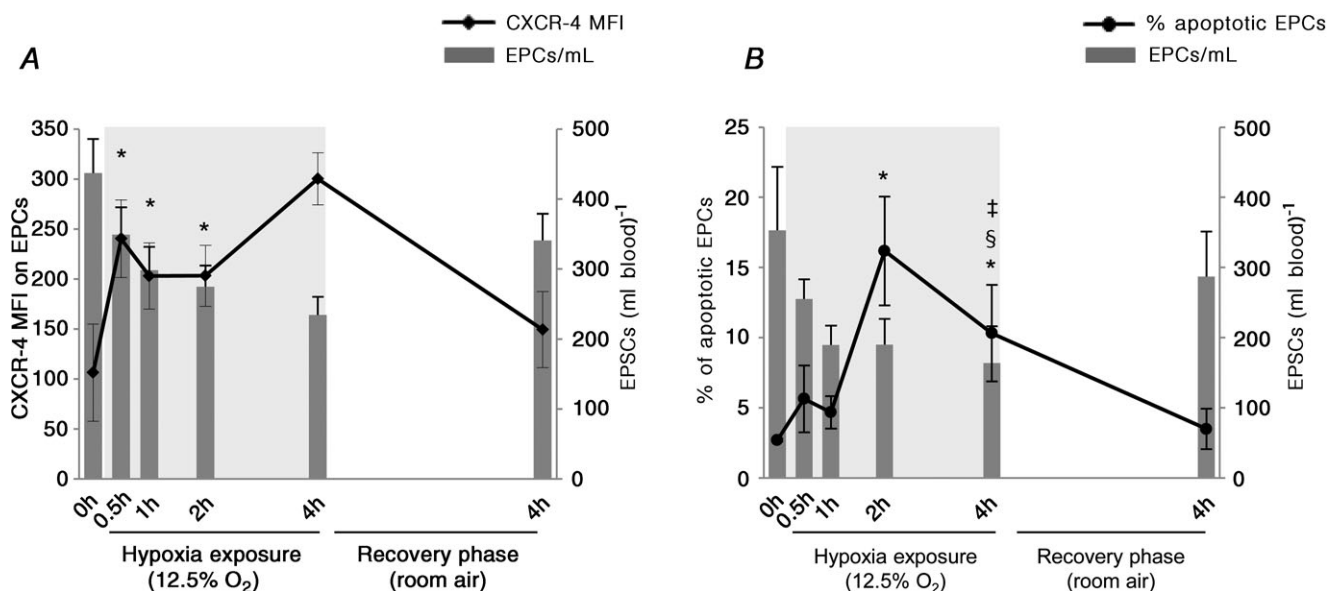 A
CXCR-4 MFI
EPCs/mL
CXCR-4 MFI on EPCs
350
300
250
200
150
100
50
0
*
*
*
500
400
300
200
100
0
EPSCs (ml blood)-1
0h
0.5h
1h
2h
4h
4h
Hypoxia exposure
(12.5% O2)
Recovery phase
(room air)
B
% apoptotic EPCs
EPCs/mL
% of apoptotic EPCs
25
20
15
10
5
0
*
‡
§
*
500
400
300
200
100
0
EPSCs (ml blood)-1
0h
0.5h
1h
2h
4h
4h
Hypoxia exposure
(12.5% O2)
Recovery phase
(room air)